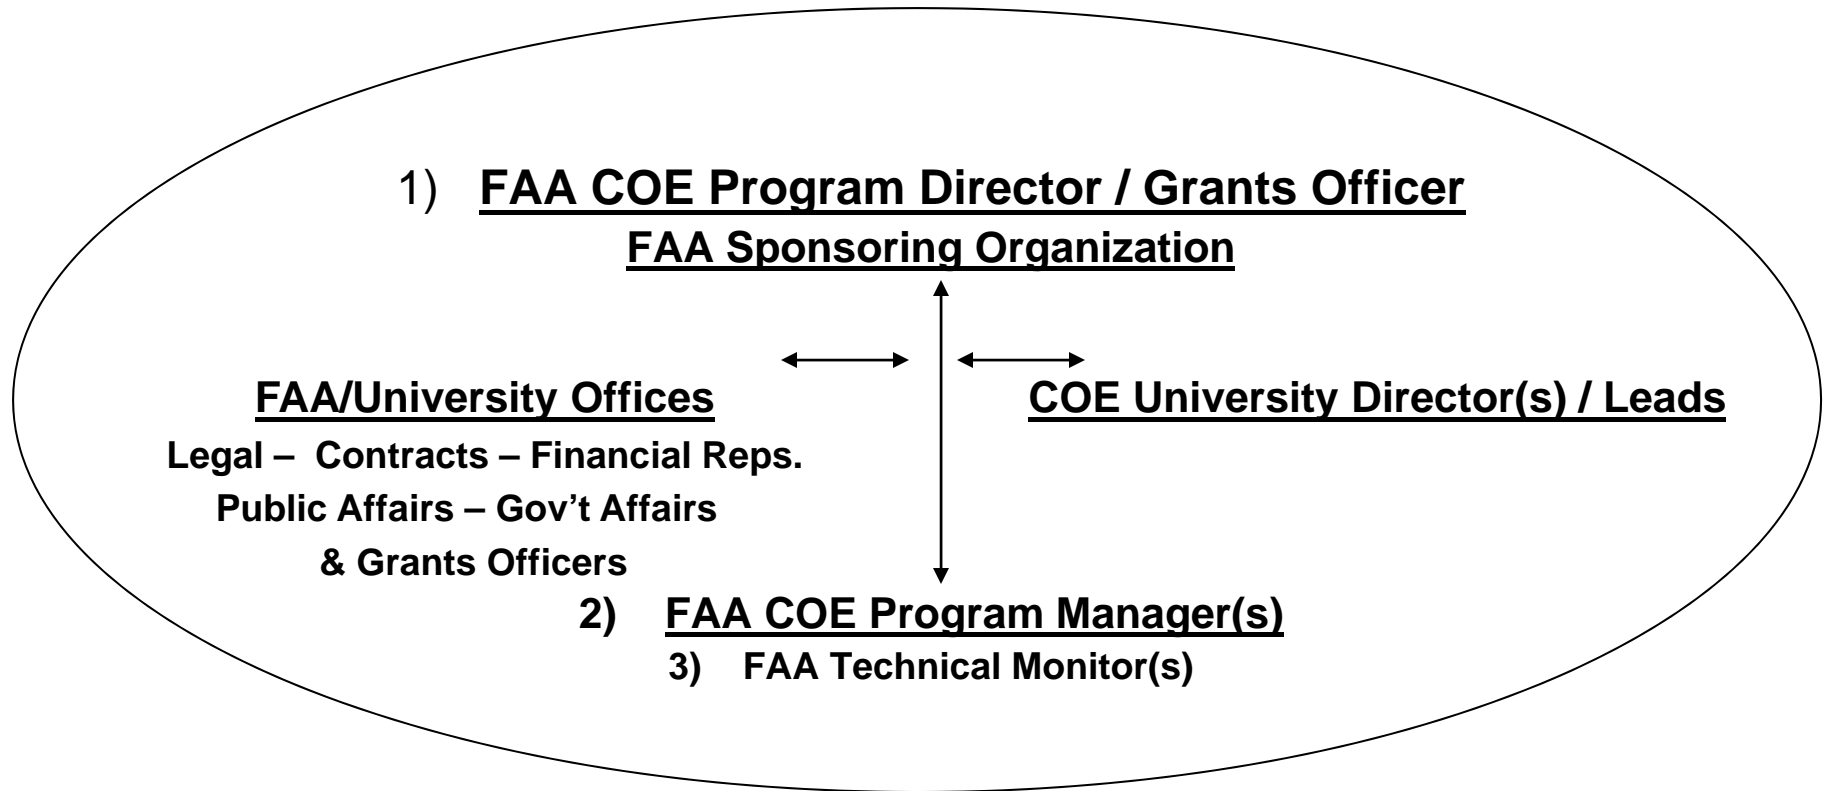 1) FAA COE Program Director / Grants Officer
FAA Sponsoring Organization
FAA/University Offices
Legal – Contracts – Financial Reps.
Public Affairs – Gov’t Affairs
& Grants Officers
COE University Director(s) / Leads
2) FAA COE Program Manager(s)
3) FAA Technical Monitor(s)